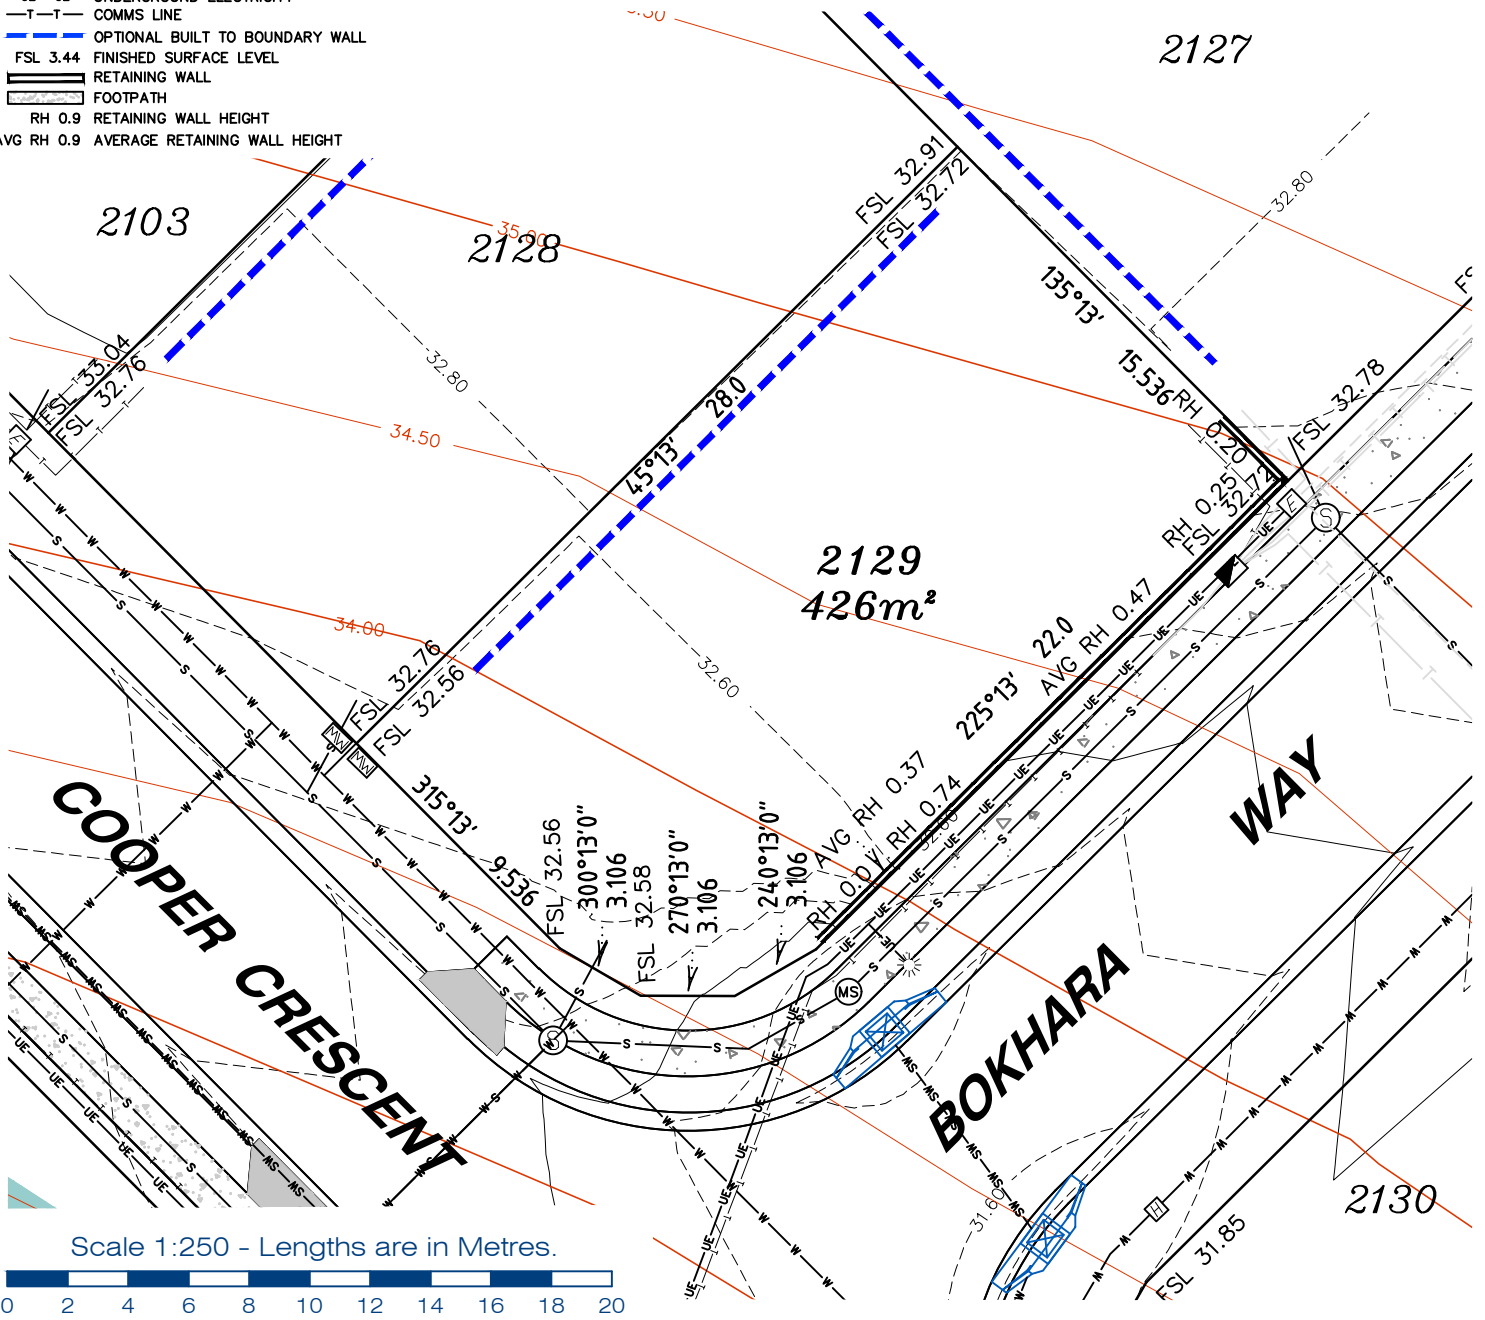 —T—T— COMMS LINE
OPTIONAL BUILT TO BOUNDARY WALL
FSL 3.44 FINISHED SURFACE LEVEL
RETAINING WALL
FOOTPATH
RH 0.9 RETAINING WALL HEIGHT
AVG RH 0.9 AVERAGE RETAINING WALL HEIGHT
2127
2103
2128
35.00
FSL 32.91
FSL 32.72
32.80
135°13'
15.536
RH 0.20
FSL 33.04
FSL 32.76
32.80
34.50
28.0
45°13'
FSL 32.78
RH 0.25
FSL 32.72
E
S
2129
426m²
34.00
FSL 32.76
FSL 32.56
32.60
22.0
AVG RH 0.47
225°13'
MW
MW
315°13'
9.536
FSL 32.56
300°13'0"
3.106
FSL 32.58
270°13'0"
3.106
240°13'0"
3.106
AVG RH 0.37
RH 0.74
RH 0.0
COOPER CRESCENT
BOKHARA WAY
MS
S
H
31.60
2130
FSL 31.85
Scale 1:250 - Lengths are in Metres.
0 2 4 6 8 10 12 14 16 18 20